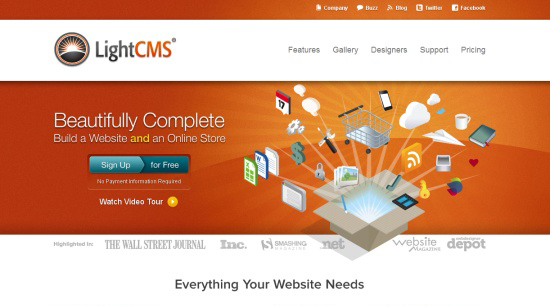 Company Buzz Blog Twitter Facebook
LightCMS®
Features Gallery Designers Support Pricing
17
Beautifully Complete
Build a Website and an Online Store
Sign Up for Free
No Payment Information Required
Watch Video Tour
Highlighted In: THE WALL STREET JOURNAL Inc. SMASHING MAGAZINE .net website MAGAZINE depot
Everything Your Website Needs